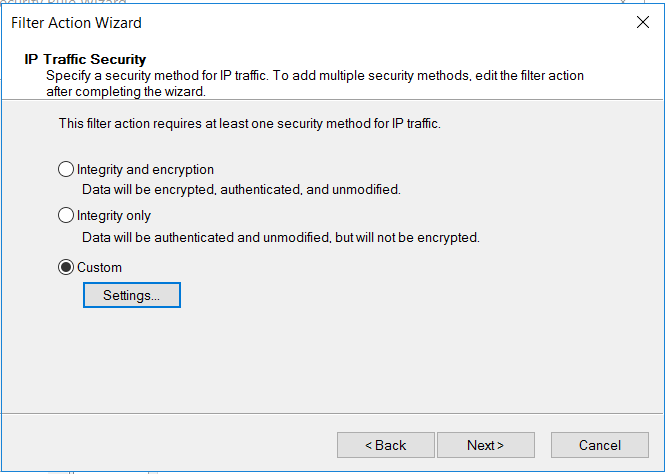 Filter Action Wizard
IP Traffic Security
Specify a security method for IP traffic. To add multiple security methods, edit the filter action
after completing the wizard.
This filter action requires at least one security method for IP traffic.
Integrity and encryption
Data will be encrypted, authenticated, and unmodified.
Integrity only
Data will be authenticated and unmodified, but will not be encrypted.
Custom
Settings...
< Back
Next >
Cancel